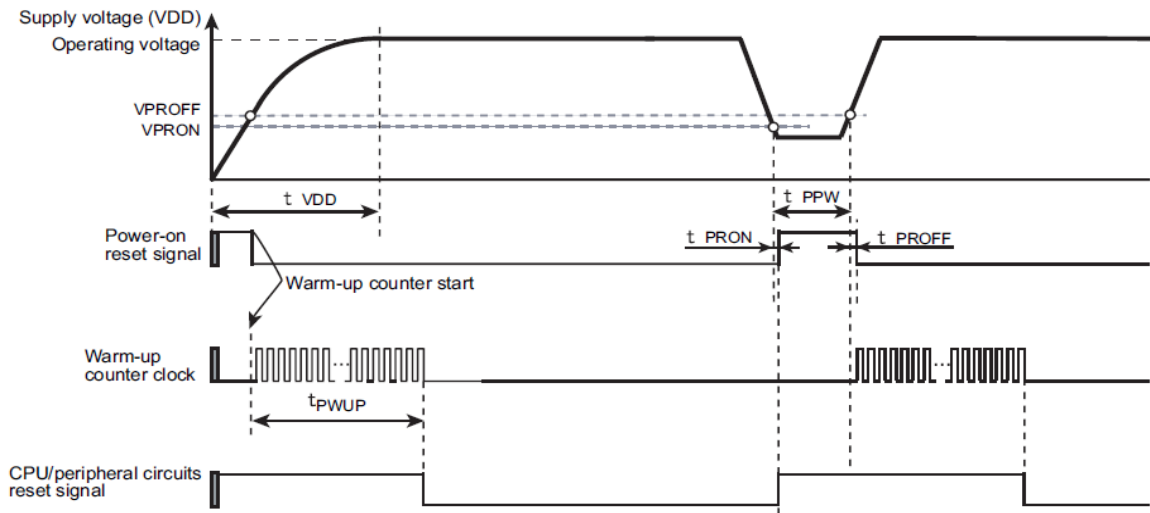 Supply voltage (VDD)
Operating voltage
VPROFF
VPRON
t VDD
t PPW
Power-on
reset signal
t PRON
t PROFF
Warm-up counter start
Warm-up
counter clock
...
...
tPWUP
CPU/peripheral circuits
reset signal